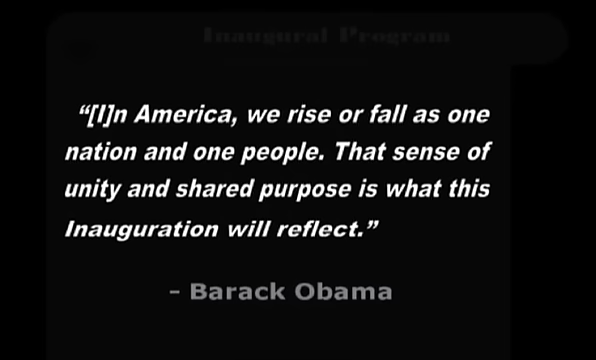 Inaugural Program
“[I]n America, we rise or fall as one
nation and one people. That sense of
unity and shared purpose is what this
Inauguration will reflect.”
– Barack Obama